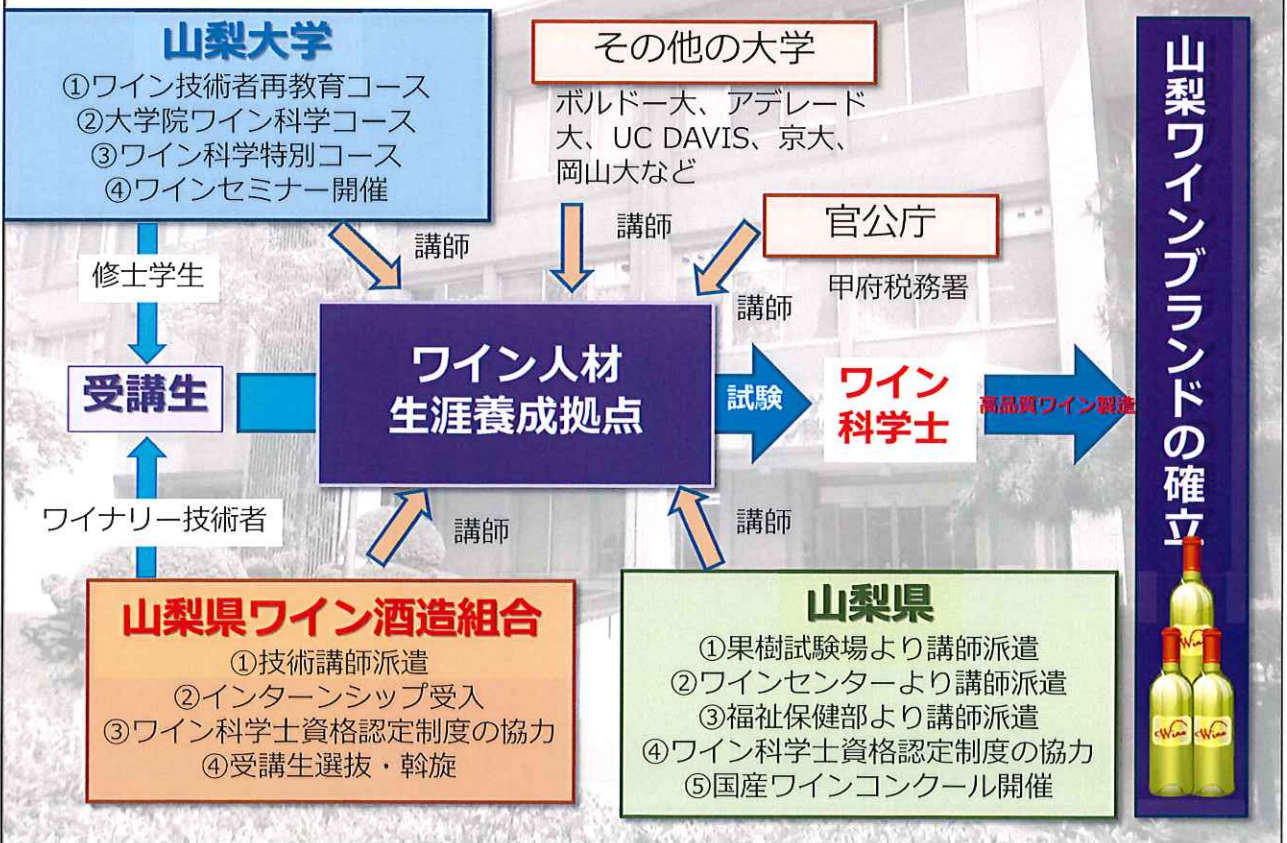 山梨大学
①ワイン技術者再教育コース
②大学院ワイン科学コース
③ワイン科学特別コース
④ワインセミナー開催
その他の大学
ボルドー大、アデレード
大、UC DAVIS、京大、
岡山大など
官公庁
甲府税務署
講師
講師
講師
修士学生
受講生
ワイン人材
生涯養成拠点
試験
ワイン
科学士
高品質ワイン製造
山梨ワインブランドの確立
ワイナリー技術者
講師
講師
山梨県ワイン酒造組合
①技術講師派遣
②インターンシップ受入
③ワイン科学士資格認定制度の協力
④受講生選抜・斡旋
山梨県
①果樹試験場より講師派遣
②ワインセンターより講師派遣
③福祉保健部より講師派遣
④ワイン科学士資格認定制度の協力
⑤国産ワインコンクール開催
Wine
Wine
Wine